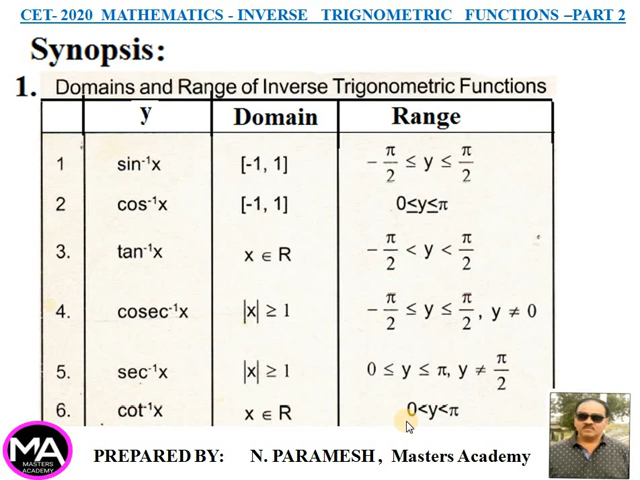 CET- 2020 MATHEMATICS - INVERSE TRIGNOMETRIC FUNCTIONS –PART 2
Synopsis:
1. Domains and Range of Inverse Trigonometric Functions
y Domain Range
1 sin⁻¹x [-1, 1] −π/2 ≤ y ≤ π/2
2 cos⁻¹x [-1, 1] 0≤y≤π
3. tan⁻¹x x ∈ R −π/2 < y < π/2
4. cosec⁻¹x |x| ≥ 1 −π/2 ≤ y ≤ π/2, y ≠ 0
5. sec⁻¹x |x| ≥ 1 0 ≤ y ≤ π, y ≠ π/2
6. cot⁻¹x x ∈ R 0<y<π
MA
MASTERS
ACADEMY
PREPARED BY: N. PARAMESH , Masters Academy